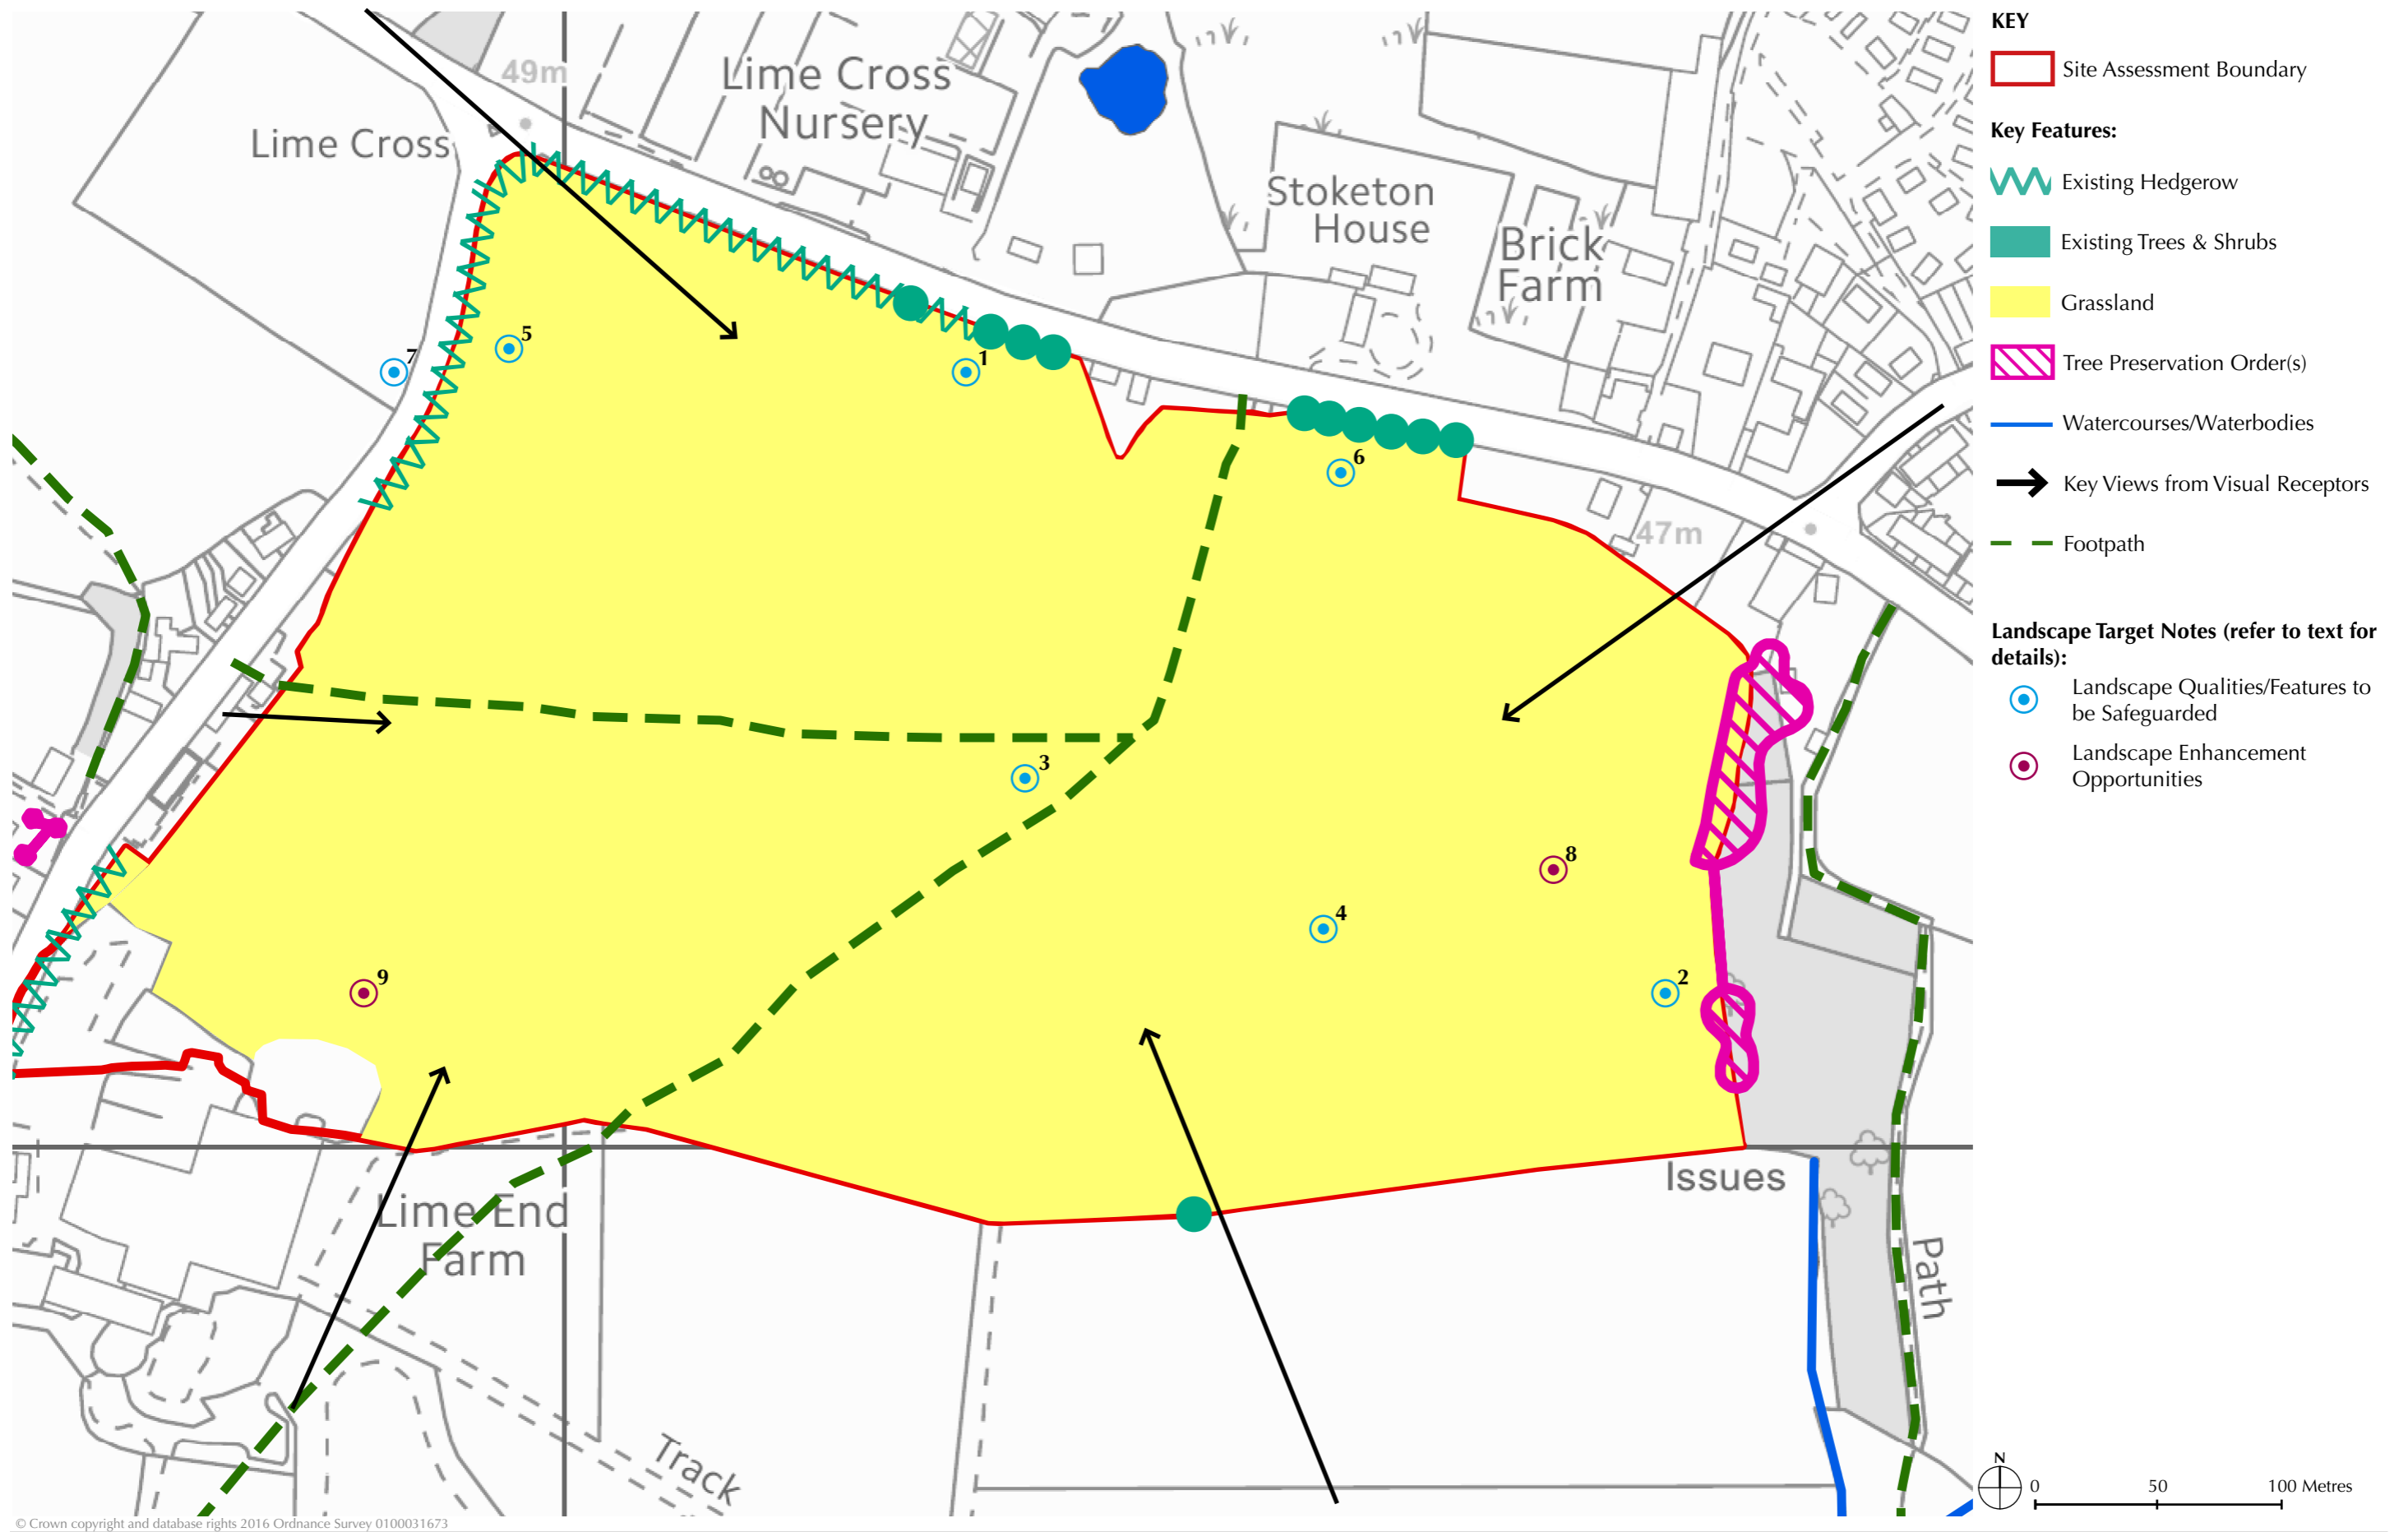 49m
Lime Cross
Nursery
Lime Cross
Stoketon
House
Brick
Farm
47m
7
5
1
6
3
8
4
2
9
Issues
Lime End
Farm
Path
Track
© Crown copyright and database rights 2016 Ordnance Survey 0100031673
KEY
Site Assessment Boundary
Key Features:
Existing Hedgerow
Existing Trees & Shrubs
Grassland
Tree Preservation Order(s)
Watercourses/Waterbodies
Key Views from Visual Receptors
Footpath
Landscape Target Notes (refer to text for
details):
Landscape Qualities/Features to
be Safeguarded
Landscape Enhancement
Opportunities
N
0 50 100 Metres